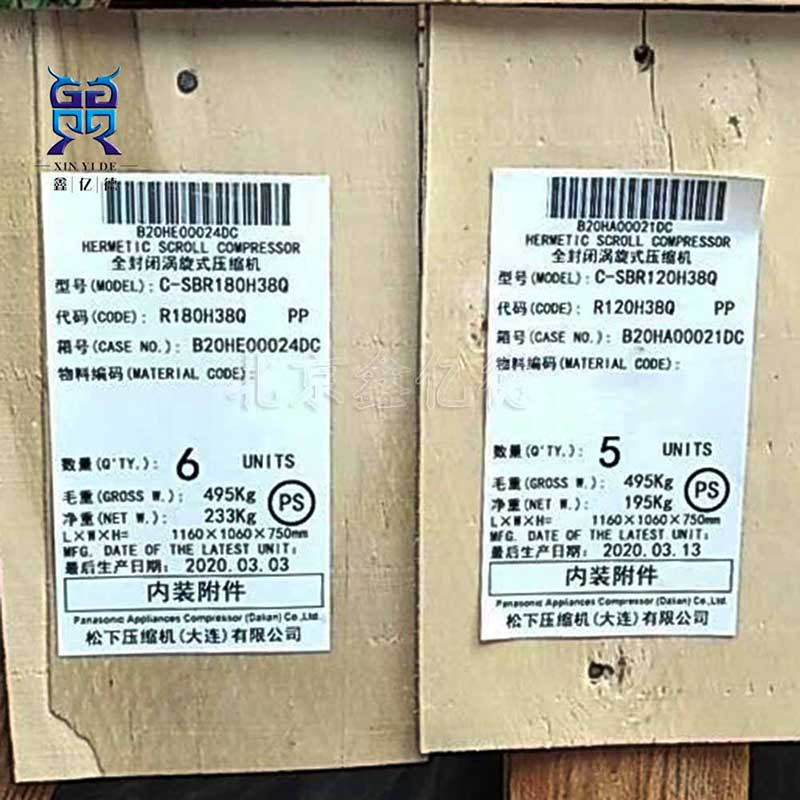 XIN YI DE
鑫 亿 德
B20HE00024DC
HERMETIC SCROLL COMPRESSOR
全封闭涡旋式压缩机
型号(MODEL): C-SBR180H38Q
代码(CODE): R180H38Q PP
箱号(CASE NO.): B20HE00024DC
物料编码(MATERIAL CODE):
数量(Q'TY.): 6 UNITS
毛重(GROSS W.): 495Kg
净重(NET W.): 233Kg
PS
L×W×H= 1160×1060×750mm
MFG. DATE OF THE LATEST UNIT:
最后生产日期: 2020.03.03
内装附件
Panasonic Appliances Compressor (Dalian) Co.,Ltd.
松下压缩机(大连)有限公司
B20HA00021DC
HERMETIC SCROLL COMPRESSOR
全封闭涡旋式压缩机
型号(MODEL): C-SBR120H38Q
代码(CODE): R120H38Q PP
箱号(CASE NO.): B20HA00021DC
物料编码(MATERIAL CODE):
数量(Q'TY.): 5 UNITS
毛重(GROSS W.): 495Kg
净重(NET W.): 195Kg
PS
L×W×H= 1160×1060×750mm
MFG. DATE OF THE LATEST UNIT:
最后生产日期: 2020.03.13
内装附件
Panasonic Appliances Compressor (Dalian) Co.,Ltd.
松下压缩机(大连)有限公司
北京鑫亿德